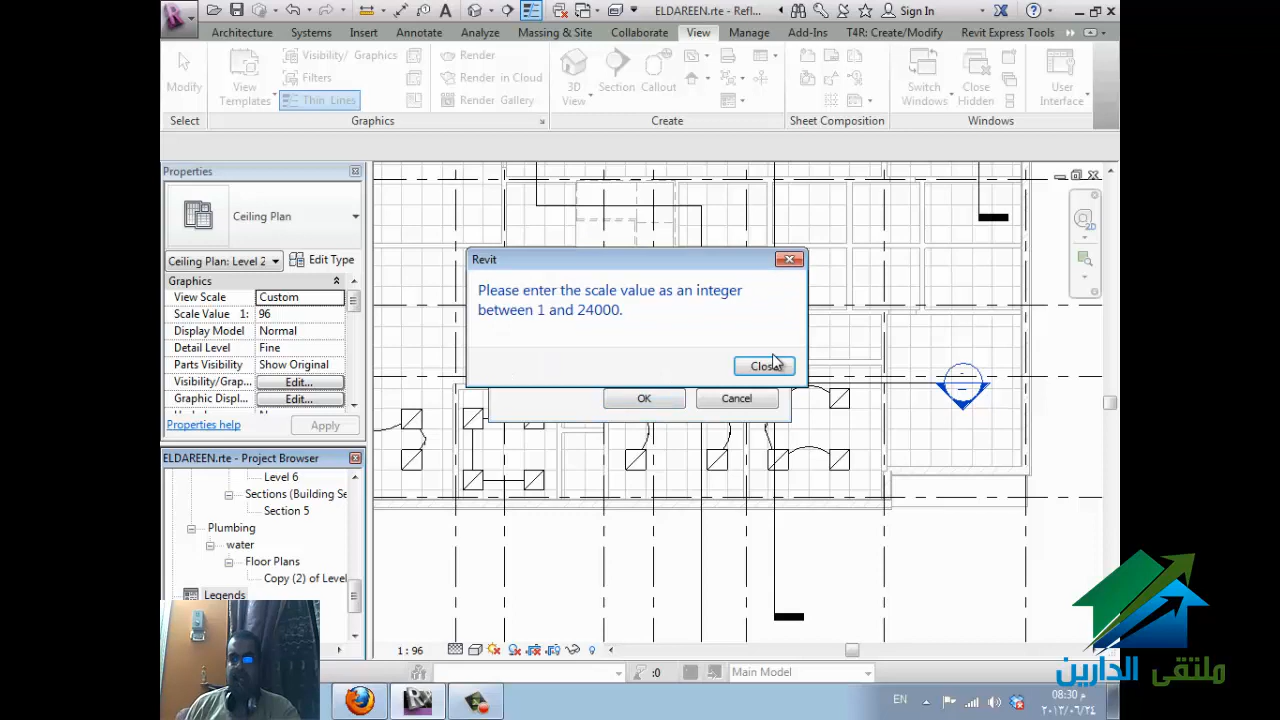 ELDAREEN.rte - Refl...
Sign In
Architecture Systems Insert Annotate Analyze Massing & Site Collaborate View Manage Add-Ins T4R: Create/Modify Revit Express Tools
Modify
View Templates
Visibility/ Graphics
Filters
Thin Lines
Render
Render in Cloud
Render Gallery
3D View
Section
Callout
Switch Windows
Close Hidden
User Interface
Select Graphics Create Sheet Composition Windows
Properties
Ceiling Plan
Ceiling Plan: Level 2
Edit Type
Graphics
View Scale Custom
Scale Value 1: 96
Display Model Normal
Detail Level Fine
Parts Visibility Show Original
Visibility/Grap... Edit...
Graphic Displ... Edit...
Properties help Apply
ELDAREEN.rte - Project Browser
Level 6
Sections (Building Se
Section 5
Plumbing
water
Floor Plans
Copy (2) of Level
Legends
Revit
Please enter the scale value as an integer
between 1 and 24000.
Close
OK Cancel
2D
1 : 96
:0
Main Model
ملتقى الدارين
EN
08:30 م
٢٠١٣/٠٦/٢٤